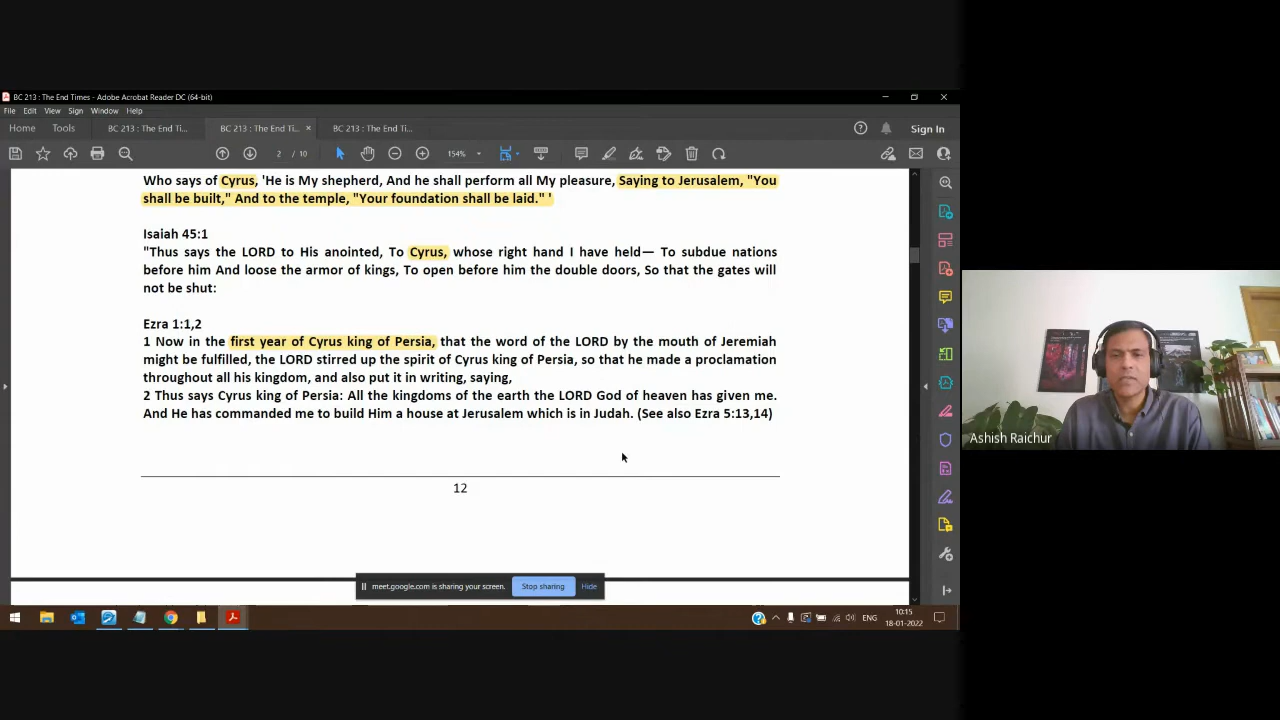 BC 213 : The End Times - Adobe Acrobat Reader DC (64-bit)
File Edit View Sign Window Help
Home Tools BC 213 : The End Ti... BC 213 : The End Ti... × BC 213 : The End Ti... Sign In
2 / 10 154%
Who says of Cyrus, 'He is My shepherd, And he shall perform all My pleasure, Saying to Jerusalem, "You
shall be built," And to the temple, "Your foundation shall be laid." '
Isaiah 45:1
"Thus says the LORD to His anointed, To Cyrus, whose right hand I have held— To subdue nations
before him And loose the armor of kings, To open before him the double doors, So that the gates will
not be shut:
Ezra 1:1,2
1 Now in the first year of Cyrus king of Persia, that the word of the LORD by the mouth of Jeremiah
might be fulfilled, the LORD stirred up the spirit of Cyrus king of Persia, so that he made a proclamation
throughout all his kingdom, and also put it in writing, saying,
2 Thus says Cyrus king of Persia: All the kingdoms of the earth the LORD God of heaven has given me.
And He has commanded me to build Him a house at Jerusalem which is in Judah. (See also Ezra 5:13,14)
12
Ashish Raichur
meet.google.com is sharing your screen. Stop sharing Hide
ENG
10:15
18-01-2022